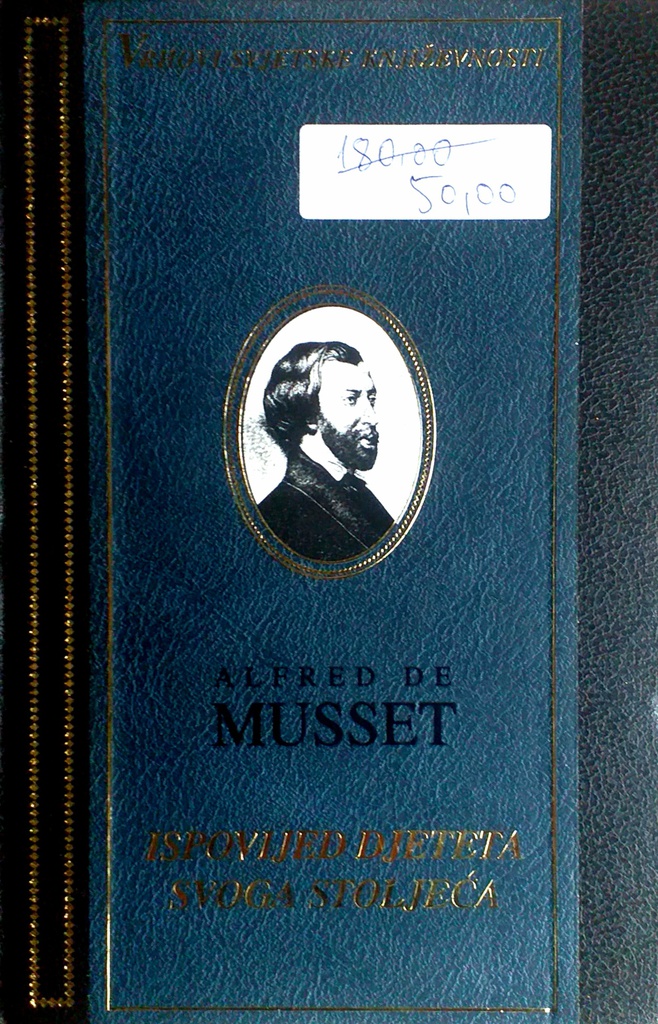 VRHOVI SVJETSKE KNJIŽEVNOSTI
180,00
50,00
ALFRED DE
MUSSET
ISPOVIJED DJETETA
SVOGA STOLJEĆA